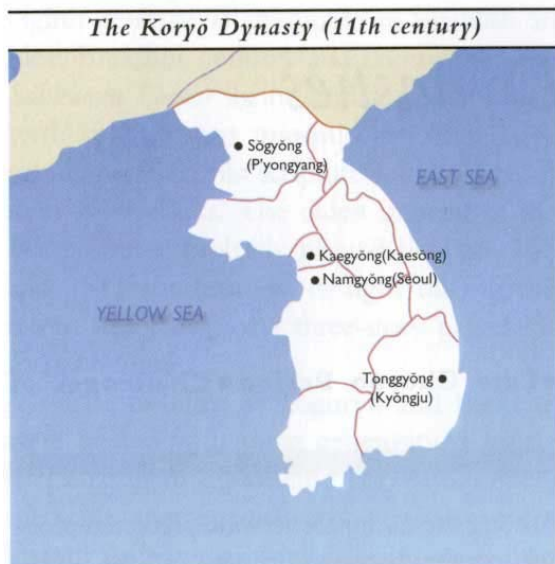 The Koryŏ Dynasty (11th century)
Sŏgyŏng
(P'yongyang)
EAST SEA
Kaegyŏng(Kaesŏng)
Namgyŏng(Seoul)
YELLOW SEA
Tonggyŏng
(Kyŏngju)